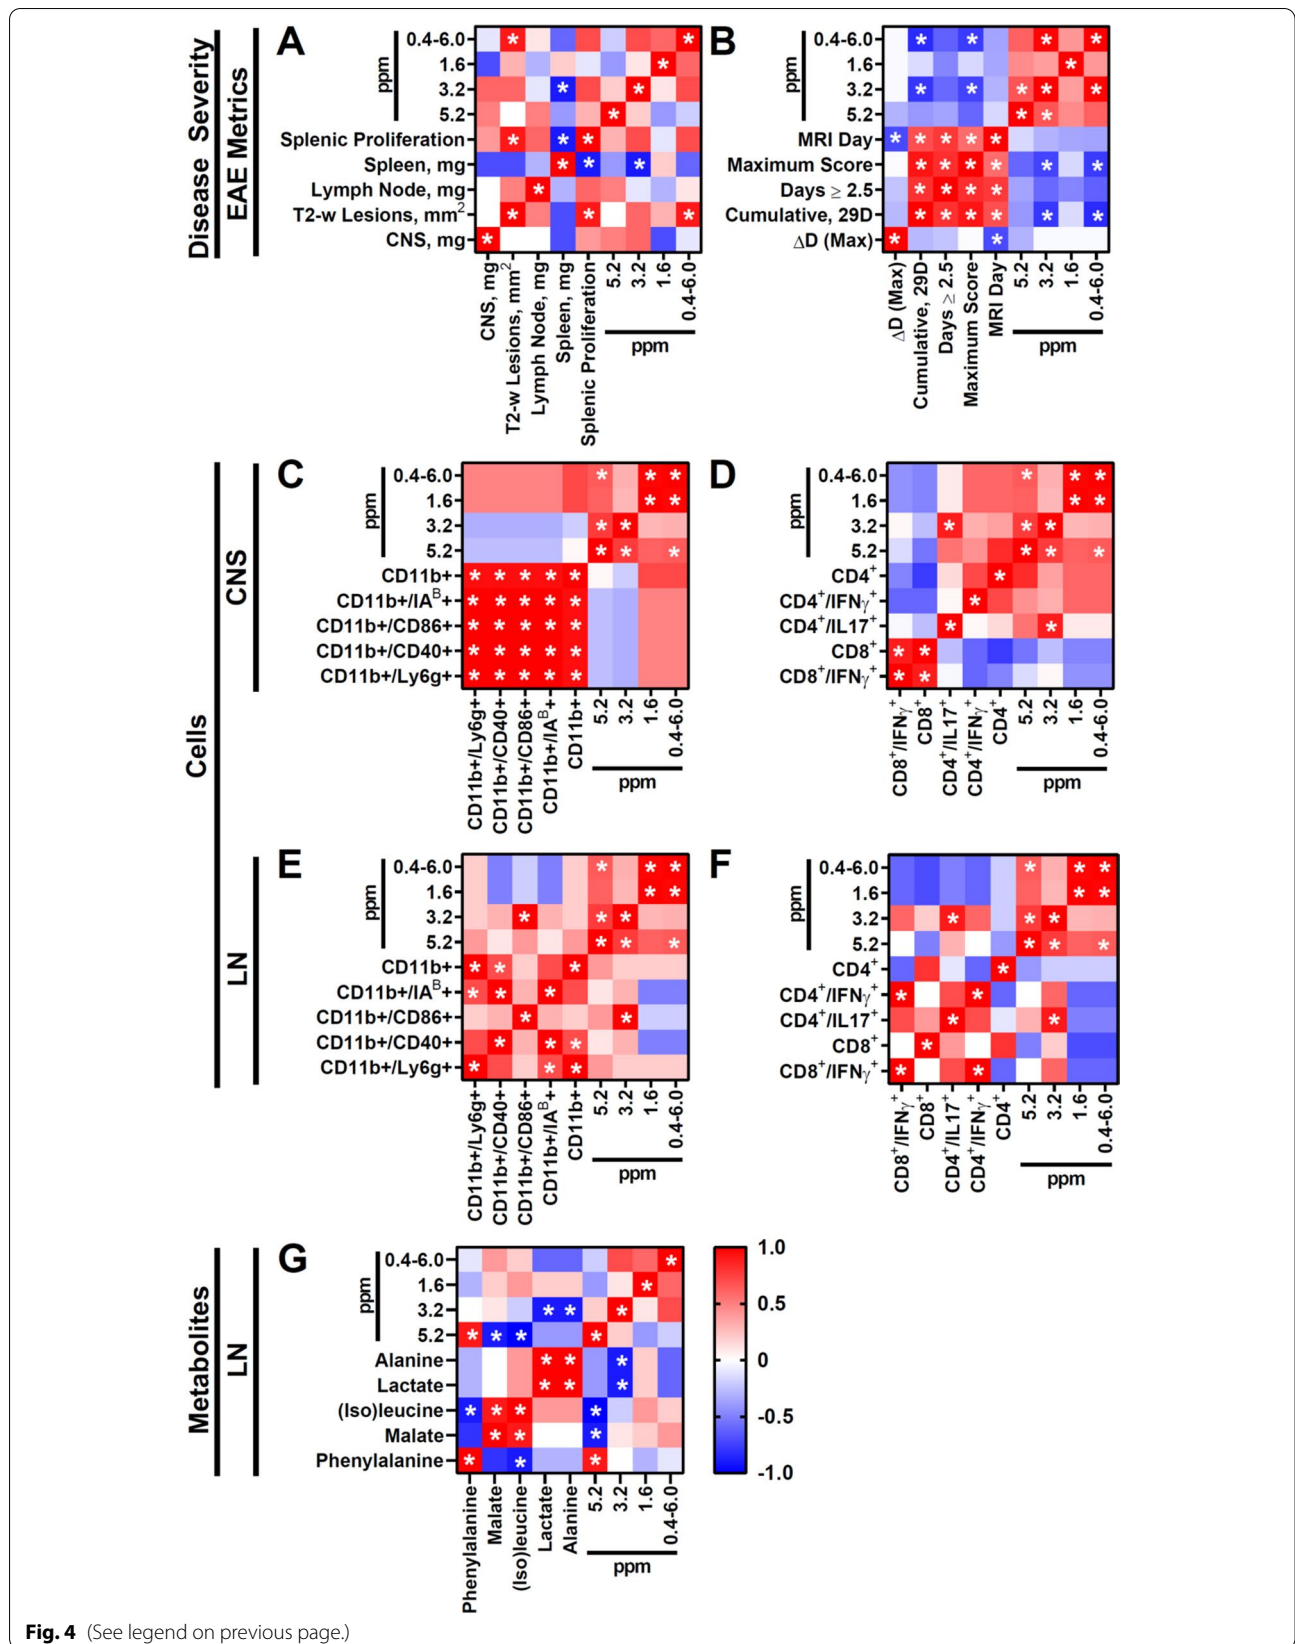 Disease Severity
EAE Metrics
A
ppm
0.4-6.0
1.6
3.2
5.2
Splenic Proliferation
Spleen, mg
Lymph Node, mg
T2-w Lesions, mm²
CNS, mg
CNS, mg
T2-w Lesions, mm²
Lymph Node, mg
Spleen, mg
Splenic Proliferation
5.2
3.2
1.6
0.4-6.0
ppm
B
ppm
0.4-6.0
1.6
3.2
5.2
MRI Day
Maximum Score
Days ≥ 2.5
Cumulative, 29D
ΔD (Max)
ΔD (Max)
Cumulative, 29D
Days ≥ 2.5
Maximum Score
MRI Day
5.2
3.2
1.6
0.4-6.0
ppm
Cells
CNS
C
ppm
0.4-6.0
1.6
3.2
5.2
CD11b+
CD11b+/IAᴮ+
CD11b+/CD86+
CD11b+/CD40+
CD11b+/Ly6g+
CD11b+/Ly6g+
CD11b+/CD40+
CD11b+/CD86+
CD11b+/IAᴮ+
CD11b+
5.2
3.2
1.6
0.4-6.0
ppm
D
ppm
0.4-6.0
1.6
3.2
5.2
CD4⁺
CD4⁺/IFNγ⁺
CD4⁺/IL17⁺
CD8⁺
CD8⁺/IFNγ⁺
CD8⁺/IFNγ⁺
CD8⁺
CD4⁺/IL17⁺
CD4⁺/IFNγ⁺
CD4⁺
5.2
3.2
1.6
0.4-6.0
ppm
LN
E
ppm
0.4-6.0
1.6
3.2
5.2
CD11b+
CD11b+/IAᴮ+
CD11b+/CD86+
CD11b+/CD40+
CD11b+/Ly6g+
CD11b+/Ly6g+
CD11b+/CD40+
CD11b+/CD86+
CD11b+/IAᴮ+
CD11b+
5.2
3.2
1.6
0.4-6.0
ppm
F
ppm
0.4-6.0
1.6
3.2
5.2
CD4⁺
CD4⁺/IFNγ⁺
CD4⁺/IL17⁺
CD8⁺
CD8⁺/IFNγ⁺
CD8⁺/IFNγ⁺
CD8⁺
CD4⁺/IL17⁺
CD4⁺/IFNγ⁺
CD4⁺
5.2
3.2
1.6
0.4-6.0
ppm
Metabolites
LN
G
ppm
0.4-6.0
1.6
3.2
5.2
Alanine
Lactate
(Iso)leucine
Malate
Phenylalanine
Phenylalanine
Malate
(Iso)leucine
Lactate
Alanine
5.2
3.2
1.6
0.4-6.0
ppm
1.0
0.5
0
-0.5
-1.0
Fig. 4 (See legend on previous page.)